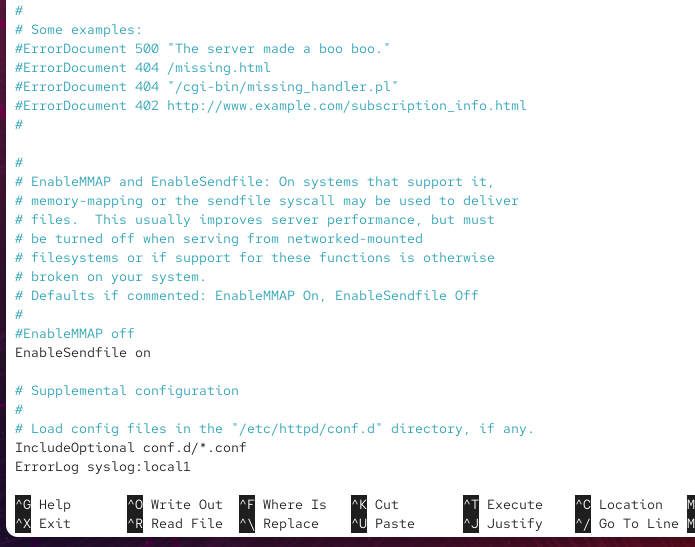 #
# Some examples:
#ErrorDocument 500 "The server made a boo boo."
#ErrorDocument 404 /missing.html
#ErrorDocument 404 "/cgi-bin/missing_handler.pl"
#ErrorDocument 402 http://www.example.com/subscription_info.html
#

#
# EnableMMAP and EnableSendfile: On systems that support it,
# memory-mapping or the sendfile syscall may be used to deliver
# files.  This usually improves server performance, but must
# be turned off when serving from networked-mounted
# filesystems or if support for these functions is otherwise
# broken on your system.
# Defaults if commented: EnableMMAP On, EnableSendfile Off
#
#EnableMMAP off
EnableSendfile on

# Supplemental configuration
#
# Load config files in the "/etc/httpd/conf.d" directory, if any.
IncludeOptional conf.d/*.conf
ErrorLog syslog:local1

^G Help ^O Write Out ^F Where Is ^K Cut ^T Execute ^C Location M
^X Exit ^R Read File ^\ Replace ^U Paste ^J Justify ^/ Go To Line M